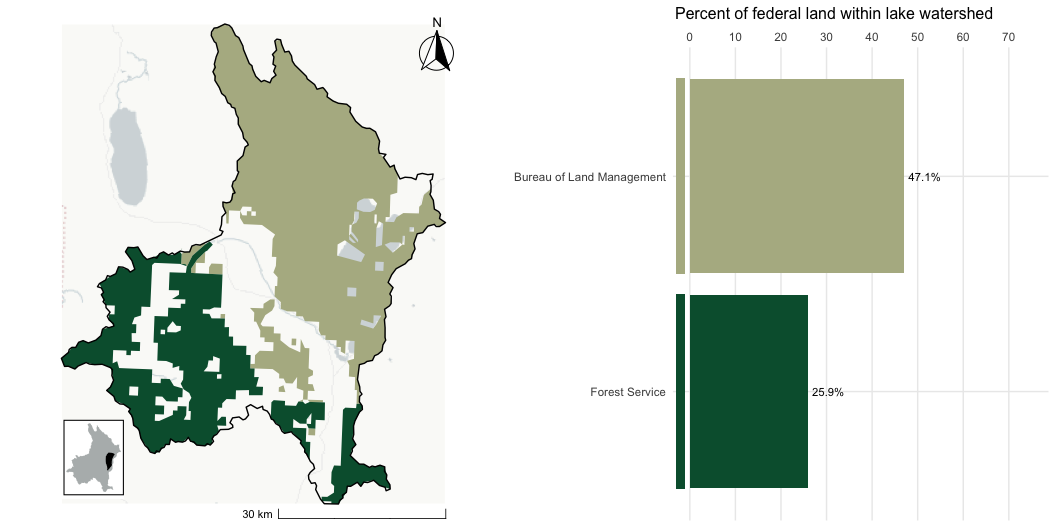 N
30 km
Percent of federal land within lake watershed
0 10 20 30 40 50 60 70
Bureau of Land Management
47.1%
Forest Service
25.9%